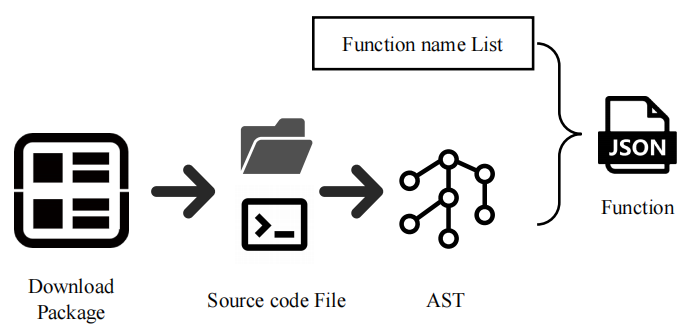 Function name List
JSON
Function
Download
Package
Source code File
AST